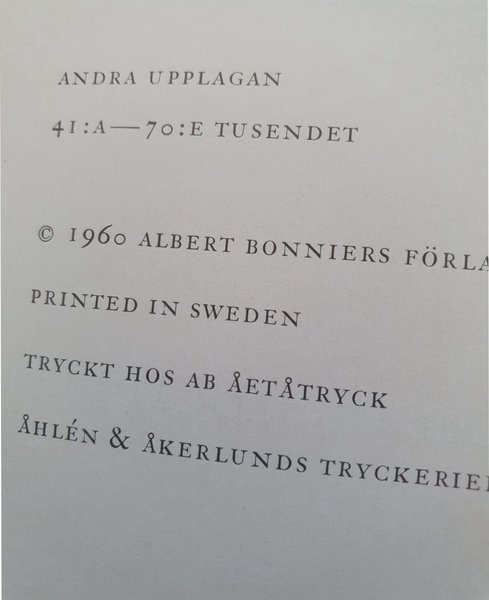 ANDRA UPPLAGAN
41:A—70:E TUSENDET
© 1960 ALBERT BONNIERS FÖRLA
PRINTED IN SWEDEN
TRYCKT HOS AB ÅETÅTRYCK
ÅHLÉN & ÅKERLUNDS TRYCKERIE